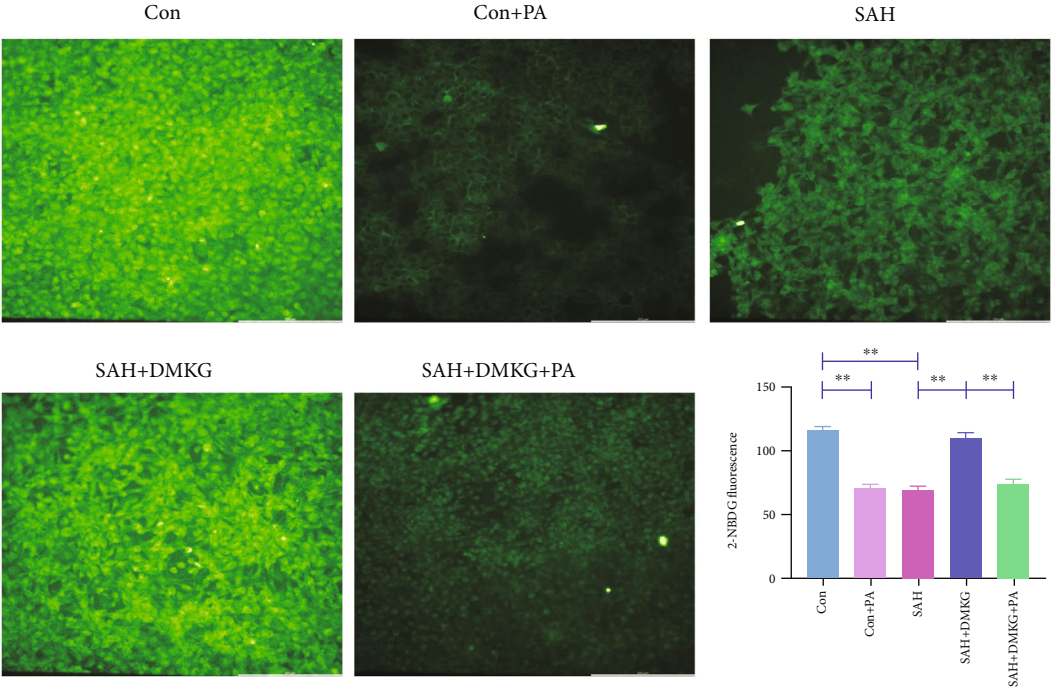 Con
Con+PA
SAH
SAH+DMKG
SAH+DMKG+PA
**
**
**
**
150
100
50
0
2-NBDG fluorescence
Con
Con+PA
SAH
SAH+DMKG
SAH+DMKG+PA